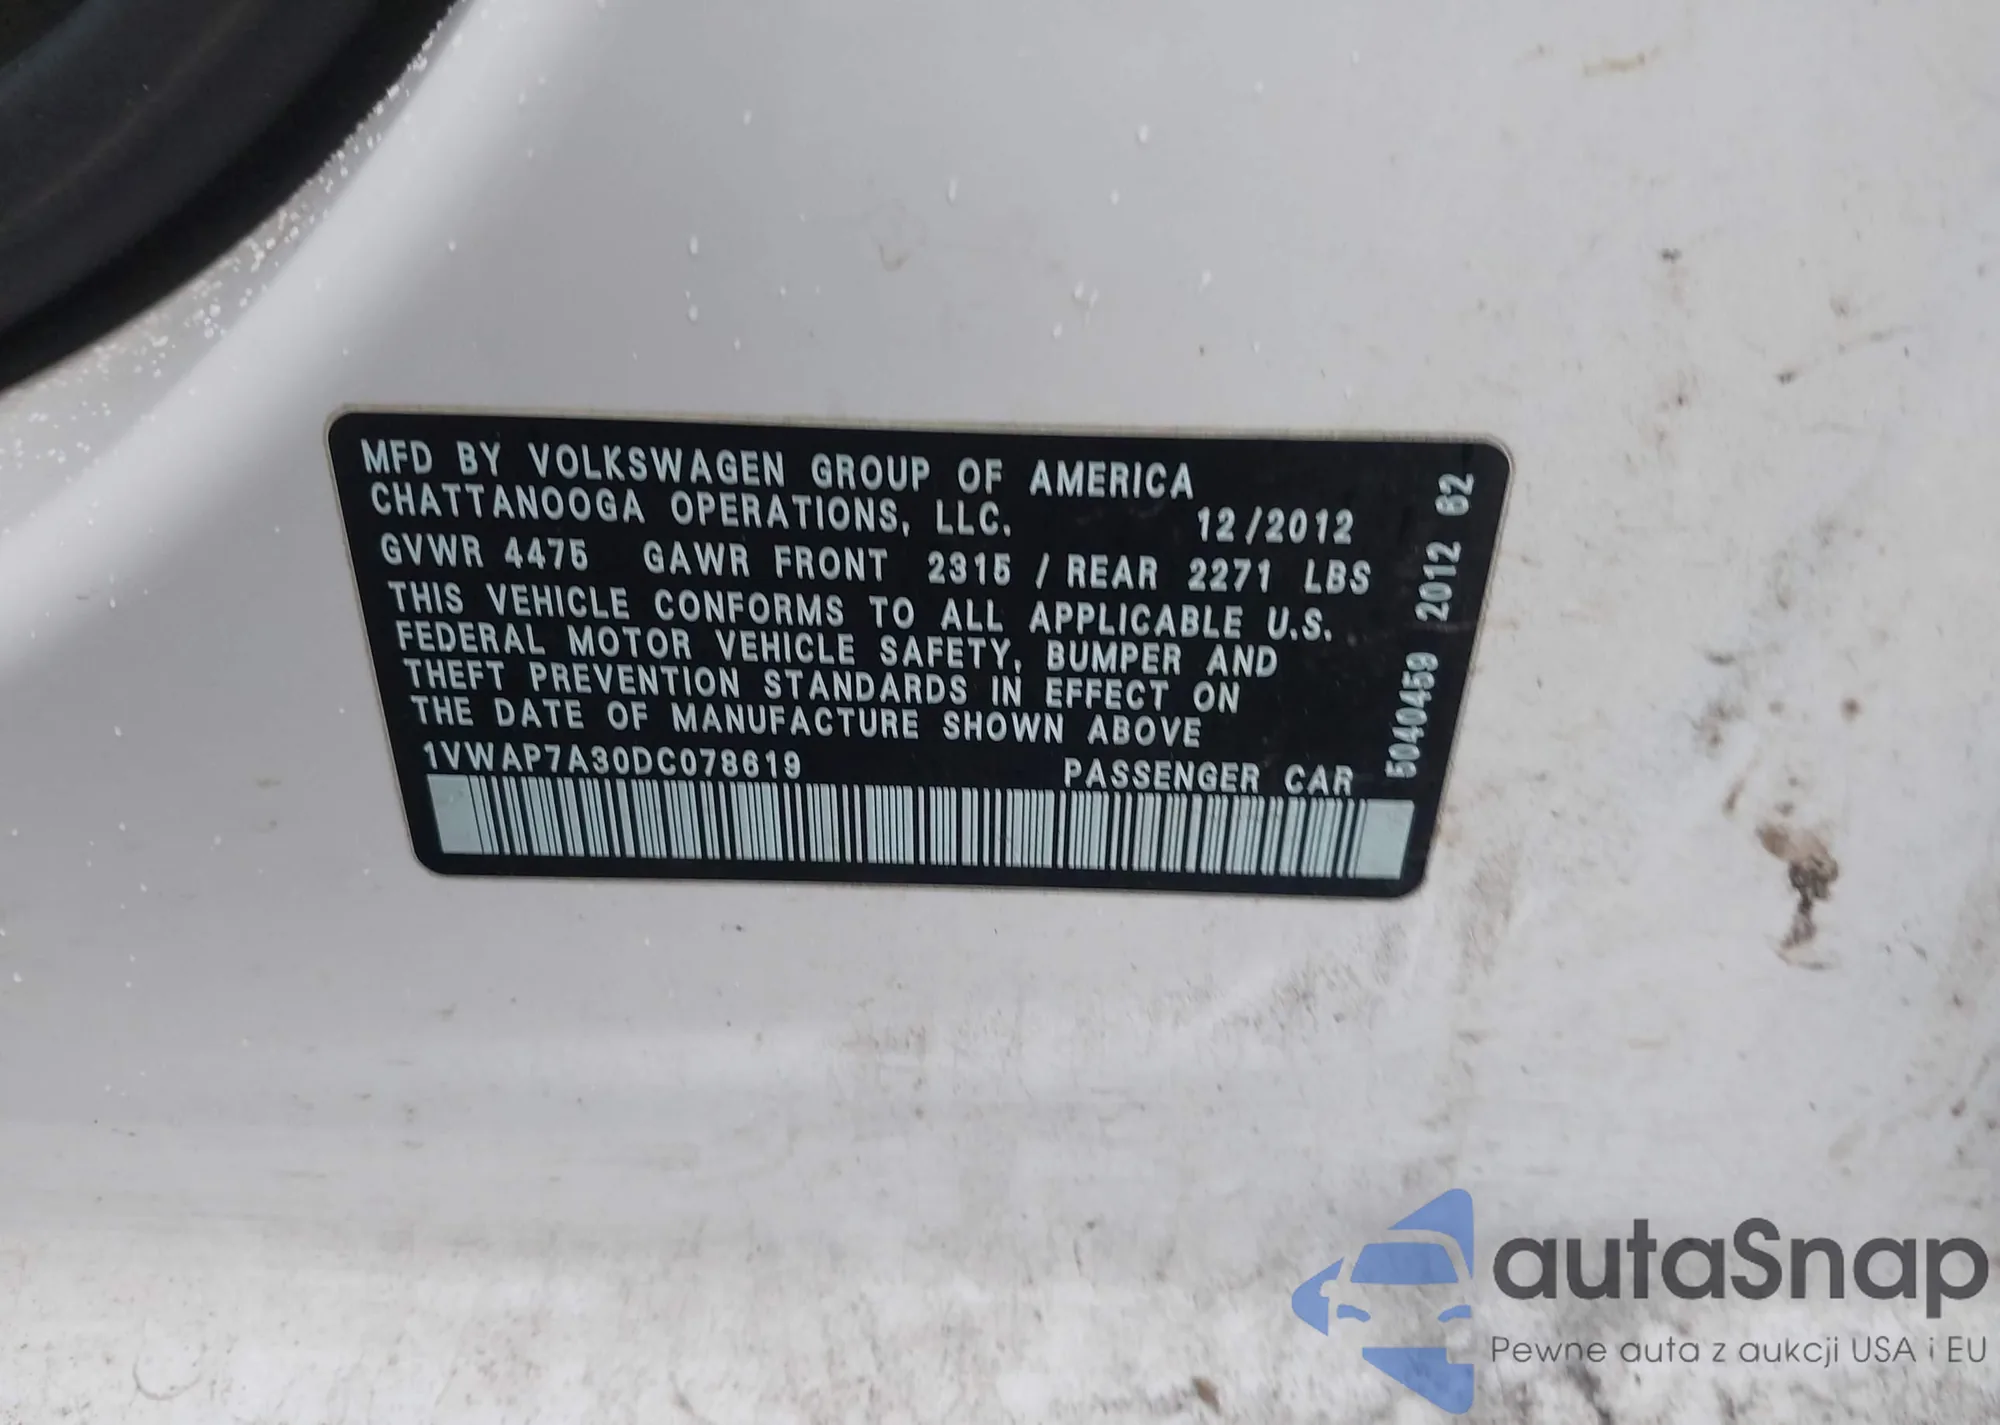 MFD BY VOLKSWAGEN GROUP OF AMERICA
CHATTANOOGA OPERATIONS, LLC.
12/2012
GVWR 4475 GAWR FRONT 2315 / REAR 2271 LBS
THIS VEHICLE CONFORMS TO ALL APPLICABLE U.S.
FEDERAL MOTOR VEHICLE SAFETY, BUMPER AND
THEFT PREVENTION STANDARDS IN EFFECT ON
THE DATE OF MANUFACTURE SHOWN ABOVE
1VWAP7A30DC078619 PASSENGER CAR
5040459 2012 62
autaSnap
Pewne auta z aukcji USA i EU